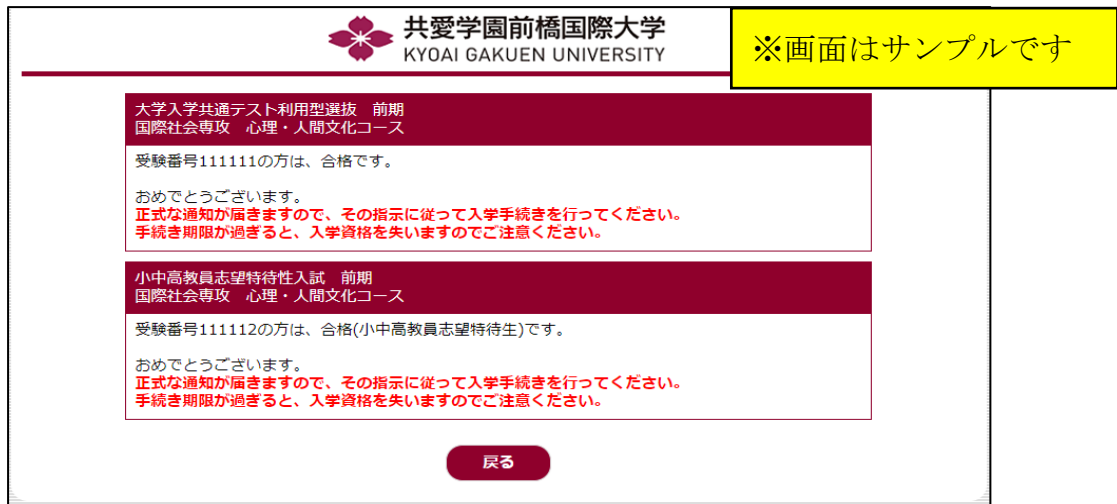 共愛学園前橋国際大学
KYOAI GAKUEN UNIVERSITY
※画面はサンプルです
大学入学共通テスト利用型選抜　前期
国際社会専攻　心理・人間文化コース
受験番号111111の方は、合格です。
おめでとうございます。
正式な通知が届きますので、その指示に従って入学手続きを行ってください。
手続き期限が過ぎると、入学資格を失いますのでご注意ください。
小中高教員志望特待性入試　前期
国際社会専攻　心理・人間文化コース
受験番号111112の方は、合格(小中高教員志望特待生)です。
おめでとうございます。
正式な通知が届きますので、その指示に従って入学手続きを行ってください。
手続き期限が過ぎると、入学資格を失いますのでご注意ください。
戻る